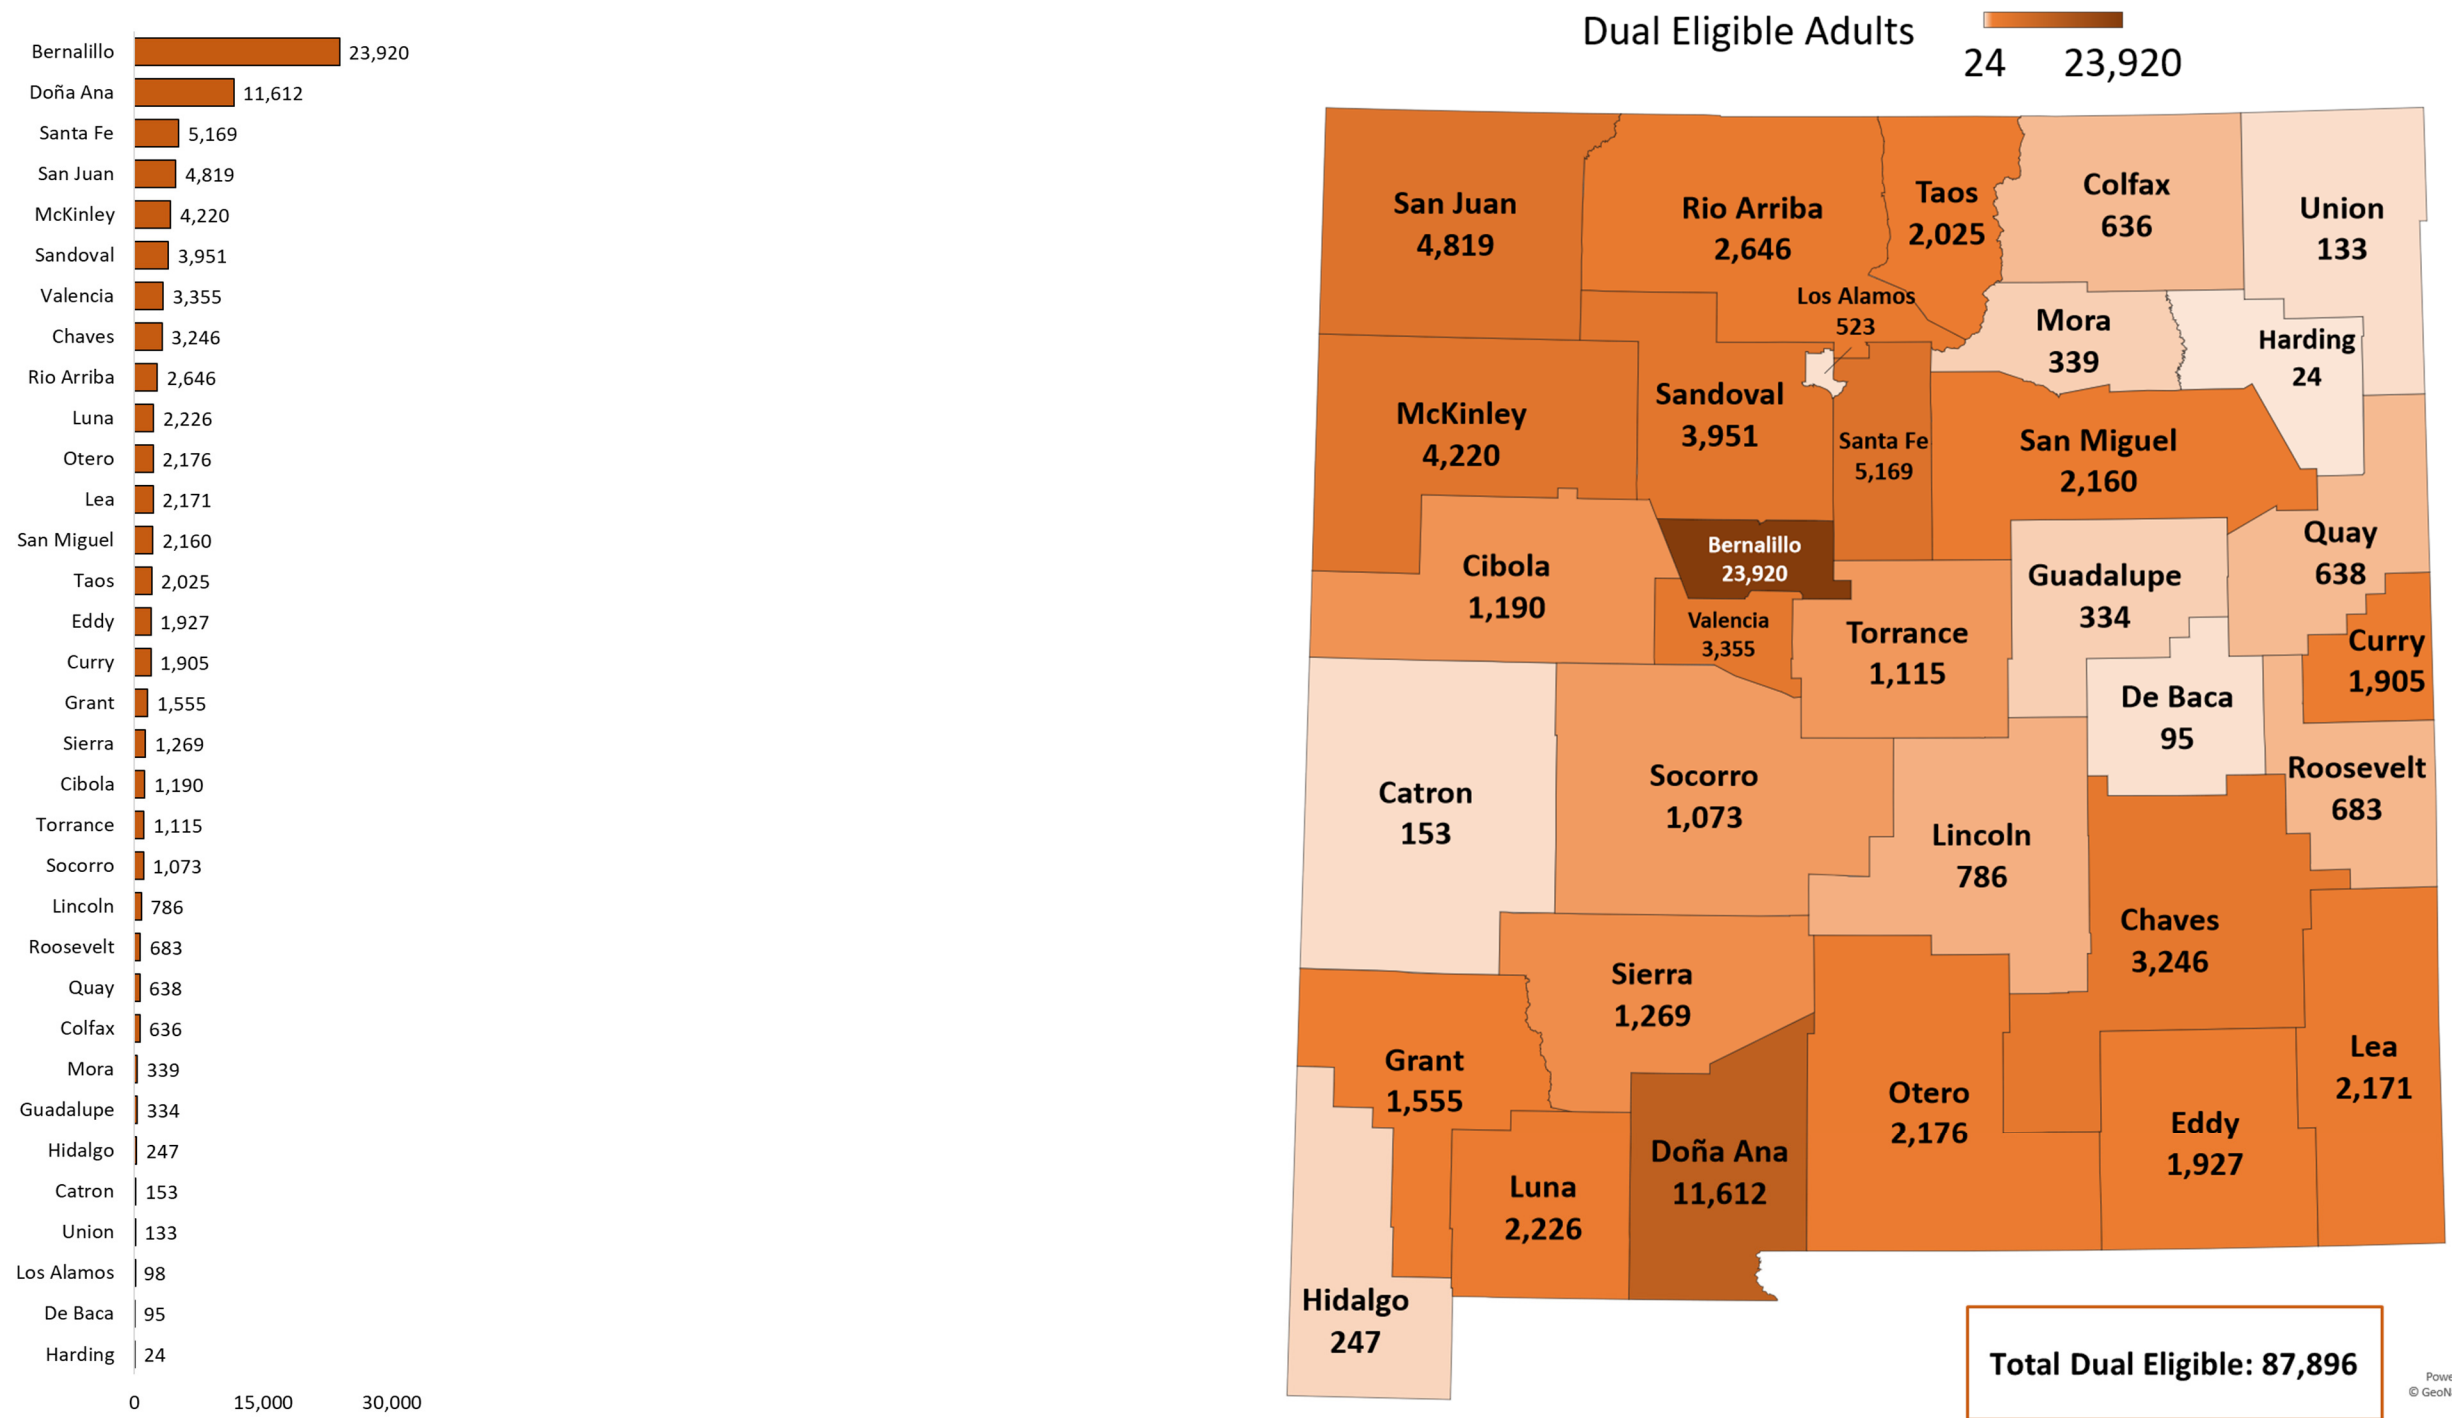 Bernalillo 23,920
Doña Ana 11,612
Santa Fe 5,169
San Juan 4,819
McKinley 4,220
Sandoval 3,951
Valencia 3,355
Chaves 3,246
Rio Arriba 2,646
Luna 2,226
Otero 2,176
Lea 2,171
San Miguel 2,160
Taos 2,025
Eddy 1,927
Curry 1,905
Grant 1,555
Sierra 1,269
Cibola 1,190
Torrance 1,115
Socorro 1,073
Lincoln 786
Roosevelt 683
Quay 638
Colfax 636
Mora 339
Guadalupe 334
Hidalgo 247
Catron 153
Union 133
Los Alamos 98
De Baca 95
Harding 24
0 15,000 30,000
Dual Eligible Adults
24 23,920
San Juan
4,819
Rio Arriba
2,646
Taos
2,025
Colfax
636
Union
133
Los Alamos
523
Mora
339
Harding
24
McKinley
4,220
Sandoval
3,951
Santa Fe
5,169
San Miguel
2,160
Quay
638
Cibola
1,190
Bernalillo
23,920
Valencia
3,355
Torrance
1,115
Guadalupe
334
Curry
1,905
De Baca
95
Roosevelt
683
Catron
153
Socorro
1,073
Lincoln
786
Chaves
3,246
Sierra
1,269
Grant
1,555
Otero
2,176
Lea
2,171
Eddy
1,927
Doña Ana
11,612
Luna
2,226
Hidalgo
247
Total Dual Eligible: 87,896
Powe
© GeoN